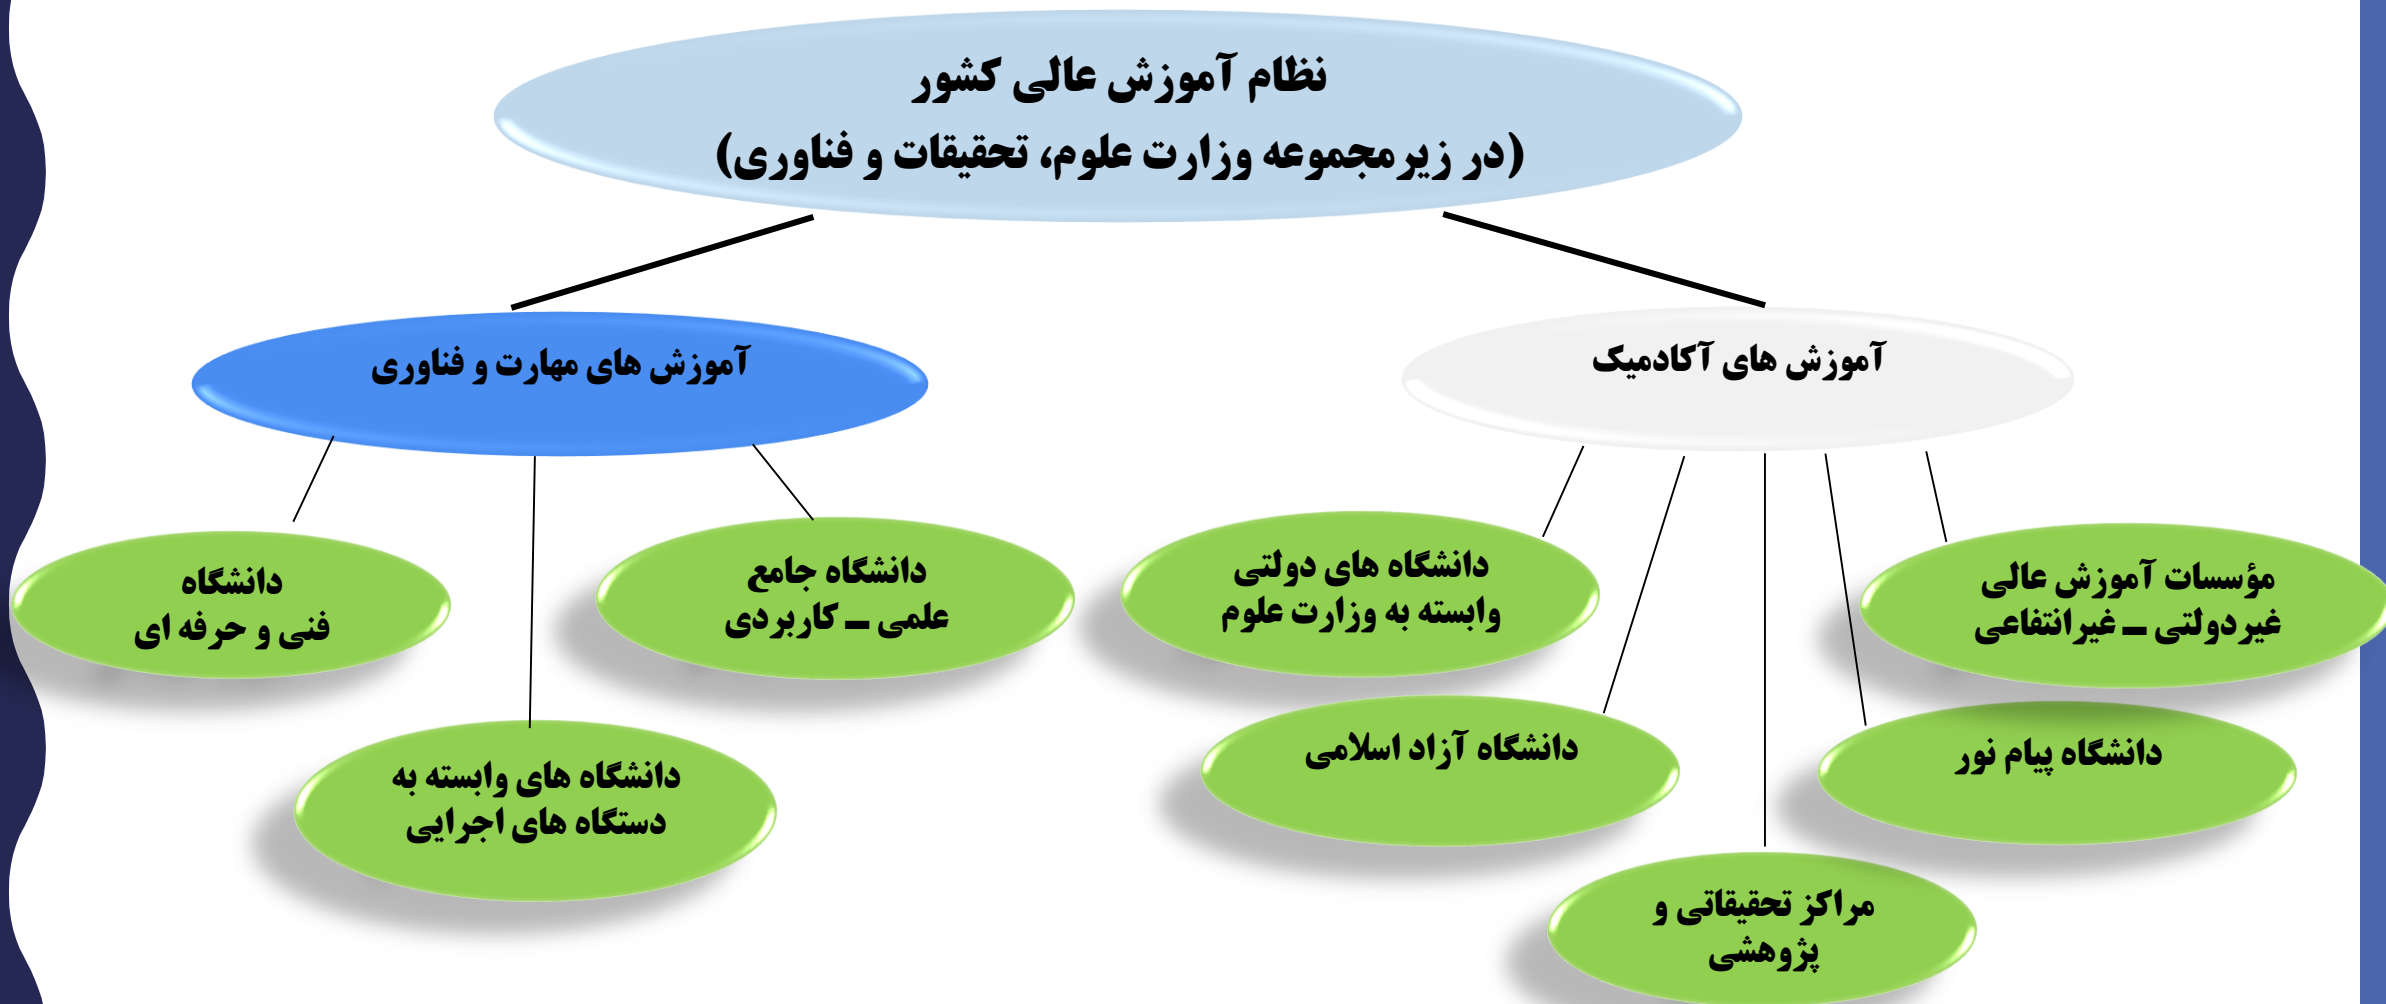 نظام آموزش عالی کشور
(در زیرمجموعه وزارت علوم، تحقیقات و فناوری)
آموزش های آکادمیک
آموزش های مهارت و فناوری
مؤسسات آموزش عالی
غیردولتی – غیرانتفاعی
دانشگاه پیام نور
مراکز تحقیقاتی و
پژوهشی
دانشگاه آزاد اسلامی
دانشگاه های دولتی
وابسته به وزارت علوم
دانشگاه جامع
علمی – کاربردی
دانشگاه های وابسته به
دستگاه های اجرایی
دانشگاه
فنی و حرفه ای